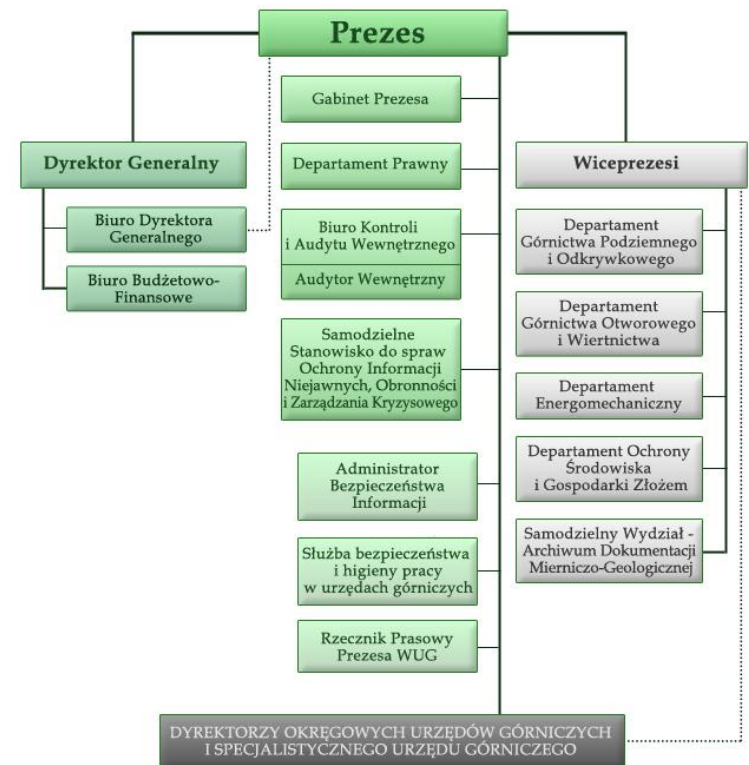 Prezes
Gabinet Prezesa
Dyrektor Generalny
Departament Prawny
Wiceprezesi
Biuro Dyrektora
Generalnego
Biuro Budżetowo-
Finansowe
Biuro Kontroli
i Audytu Wewnętrznego
Audytor Wewnętrzny
Samodzielne
Stanowisko do spraw
Ochrony Informacji
Niejawnych, Obronności
i Zarządzania Kryzysowego
Administrator
Bezpieczeństwa
Informacji
Służba bezpieczeństwa
i higieny pracy
w urzędach górniczych
Rzecznik Prasowy
Prezesa WUG
Departament
Górnictwa Podziemnego
i Odkrywkowego
Departament
Górnictwa Otworowego
i Wiertnictwa
Departament
Energomechaniczny
Departament Ochrony
Środowiska
i Gospodarki Złożem
Samodzielny Wydział -
Archiwum Dokumentacji
Mierniczo-Geologicznej
DYREKTORZY OKRĘGOWYCH URZĘDÓW GÓRNICZYCH
I SPECJALISTYCZNEGO URZĘDU GÓRNICZEGO